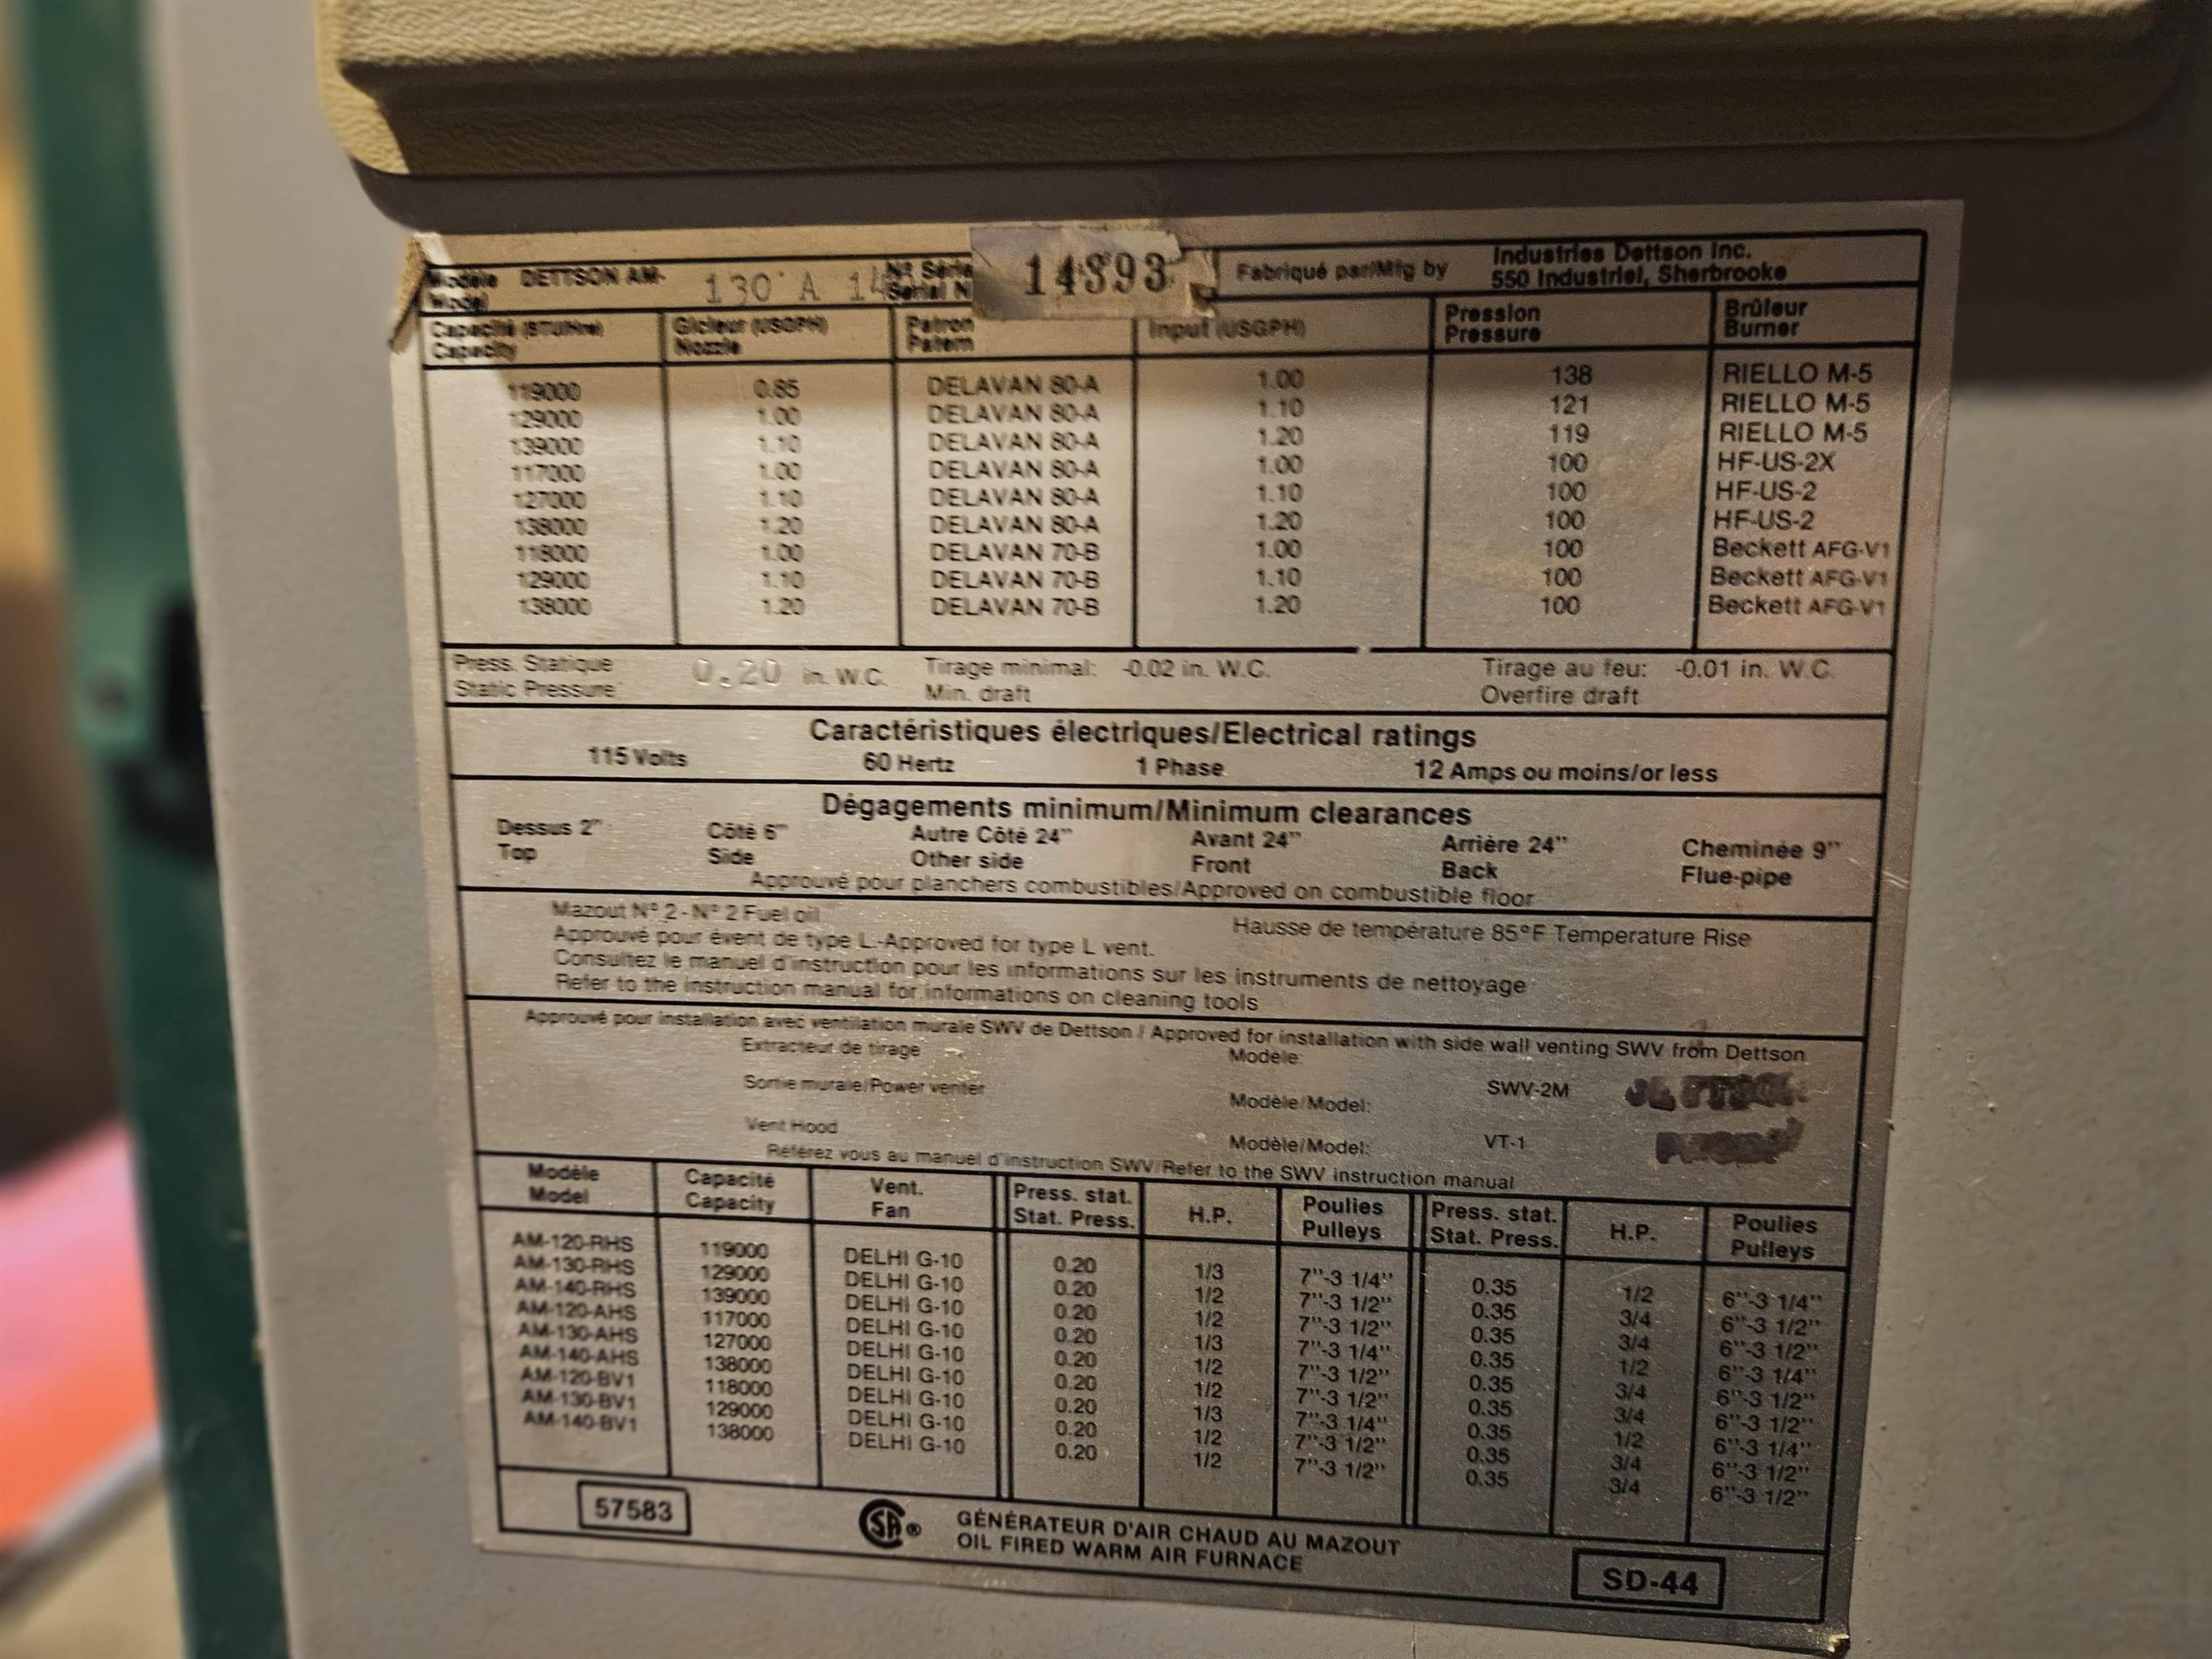 Modèle DETTSON AM- 130 A 14 Nº Série 14393 Fabriqué par/Mfg by Industries Dettson Inc.
Model Serial N 550 Industriel, Sherbrooke
Capacité (BTU/Hre) Gicleur (USGPH) Patron Input (USGPH) Pression Brûleur
Capacity Nozzle Patern Pressure Burner
119000 0.85 DELAVAN 80-A 1.00 138 RIELLO M-5
129000 1.00 DELAVAN 80-A 1.10 121 RIELLO M-5
139000 1.10 DELAVAN 80-A 1.20 119 RIELLO M-5
117000 1.00 DELAVAN 80-A 1.00 100 HF-US-2X
127000 1.10 DELAVAN 80-A 1.10 100 HF-US-2
138000 1.20 DELAVAN 80-A 1.20 100 HF-US-2
118000 1.00 DELAVAN 70-B 1.00 100 Beckett AFG-V1
129000 1.10 DELAVAN 70-B 1.10 100 Beckett AFG-V1
138000 1.20 DELAVAN 70-B 1.20 100 Beckett AFG-V1
Press. Statique 0.20 in. W.C. Tirage minimal: -0.02 in. W.C. Tirage au feu: -0.01 in. W.C.
Static Pressure Min. draft Overfire draft
Caractéristiques électriques/Electrical ratings
115 Volts 60 Hertz 1 Phase 12 Amps ou moins/or less
Dégagements minimum/Minimum clearances
Dessus 2" Côté 6" Autre Côté 24" Avant 24" Arrière 24" Cheminée 9"
Top Side Other side Front Back Flue-pipe
Approuvé pour planchers combustibles/Approved on combustible floor
Mazout Nº 2 - Nº 2 Fuel oil Hausse de température 85°F Temperature Rise
Approuvé pour évent de type L.-Approved for type L vent.
Consultez le manuel d'instruction pour les informations sur les instruments de nettoyage
Refer to the instruction manual for informations on cleaning tools
Approuvé pour installation avec ventilation murale SWV de Dettson / Approved for installation with side wall venting SWV from Dettson
Extracteur de tirage Modèle:
Sortie murale/Power venter Modèle/Model: SWV-2M
Vent Hood Modèle/Model: VT-1
Référez vous au manuel d'instruction SWV/Refer to the SWV instruction manual
Modèle Capacité Vent. Press. stat. H.P. Poulies Press. stat. H.P. Poulies
Model Capacity Fan Stat. Press. Pulleys Stat. Press. Pulleys
AM-120-RHS 119000 DELHI G-10 0.20 1/3 7"-3 1/4" 0.35 1/2 6"-3 1/4"
AM-130-RHS 129000 DELHI G-10 0.20 1/2 7"-3 1/2" 0.35 3/4 6"-3 1/2"
AM-140-RHS 139000 DELHI G-10 0.20 1/2 7"-3 1/2" 0.35 3/4 6"-3 1/2"
AM-120-AHS 117000 DELHI G-10 0.20 1/3 7"-3 1/4" 0.35 1/2 6"-3 1/4"
AM-130-AHS 127000 DELHI G-10 0.20 1/2 7"-3 1/2" 0.35 3/4 6"-3 1/2"
AM-140-AHS 138000 DELHI G-10 0.20 1/2 7"-3 1/2" 0.35 3/4 6"-3 1/2"
AM-120-BV1 118000 DELHI G-10 0.20 1/3 7"-3 1/4" 0.35 1/2 6"-3 1/4"
AM-130-BV1 129000 DELHI G-10 0.20 1/2 7"-3 1/2" 0.35 3/4 6"-3 1/2"
AM-140-BV1 138000 DELHI G-10 0.20 1/2 7"-3 1/2" 0.35 3/4 6"-3 1/2"
57583 GÉNÉRATEUR D'AIR CHAUD AU MAZOUT
OIL FIRED WARM AIR FURNACE SD-44